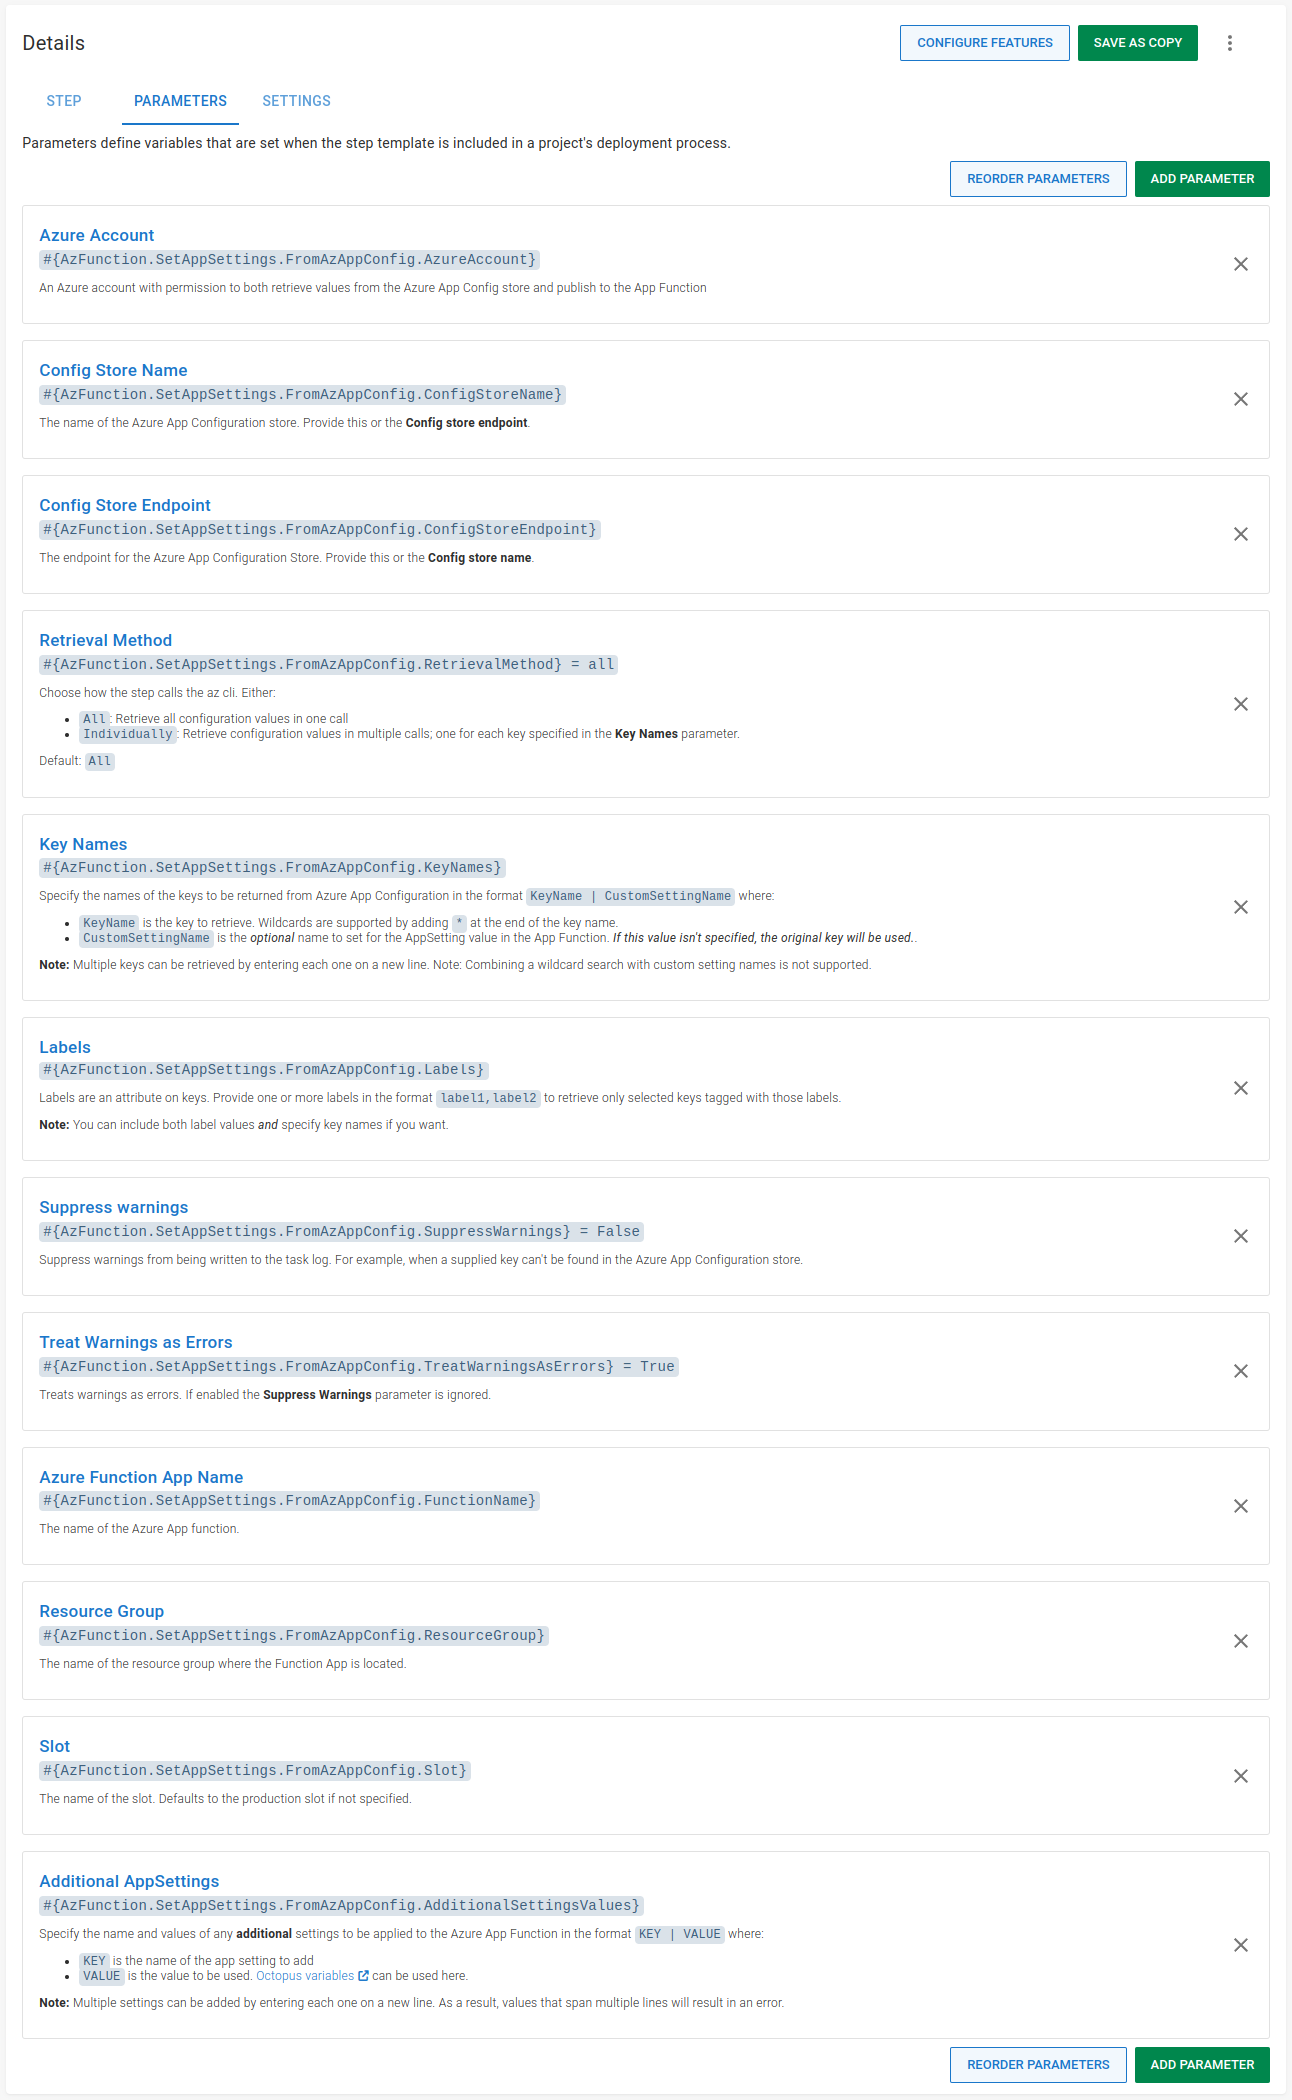 Details
CONFIGURE FEATURES
SAVE AS COPY
STEP
PARAMETERS
SETTINGS
Parameters define variables that are set when the step template is included in a project's deployment process.
REORDER PARAMETERS
ADD PARAMETER
Azure Account
#{AzFunction.SetAppSettings.FromAzAppConfig.AzureAccount}
An Azure account with permission to both retrieve values from the Azure App Config store and publish to the App Function
Config Store Name
#{AzFunction.SetAppSettings.FromAzAppConfig.ConfigStoreName}
The name of the Azure App Configuration store. Provide this or the Config store endpoint.
Config Store Endpoint
#{AzFunction.SetAppSettings.FromAzAppConfig.ConfigStoreEndpoint}
The endpoint for the Azure App Configuration Store. Provide this or the Config store name.
Retrieval Method
#{AzFunction.SetAppSettings.FromAzAppConfig.RetrievalMethod} = all
Choose how the step calls the az cli. Either:
• All: Retrieve all configuration values in one call
• Individually: Retrieve configuration values in multiple calls; one for each key specified in the Key Names parameter.
Default: All
Key Names
#{AzFunction.SetAppSettings.FromAzAppConfig.KeyNames}
Specify the names of the keys to be returned from Azure App Configuration in the format KeyName | CustomSettingName where:
• KeyName is the key to retrieve. Wildcards are supported by adding * at the end of the key name.
• CustomSettingName is the optional name to set for the AppSetting value in the App Function. If this value isn't specified, the original key will be used..
Note: Multiple keys can be retrieved by entering each one on a new line. Note: Combining a wildcard search with custom setting names is not supported.
Labels
#{AzFunction.SetAppSettings.FromAzAppConfig.Labels}
Labels are an attribute on keys. Provide one or more labels in the format label1,label2 to retrieve only selected keys tagged with those labels.
Note: You can include both label values and specify key names if you want.
Suppress warnings
#{AzFunction.SetAppSettings.FromAzAppConfig.SuppressWarnings} = False
Suppress warnings from being written to the task log. For example, when a supplied key can't be found in the Azure App Configuration store.
Treat Warnings as Errors
#{AzFunction.SetAppSettings.FromAzAppConfig.TreatWarningsAsErrors} = True
Treats warnings as errors. If enabled the Suppress Warnings parameter is ignored.
Azure Function App Name
#{AzFunction.SetAppSettings.FromAzAppConfig.FunctionName}
The name of the Azure App function.
Resource Group
#{AzFunction.SetAppSettings.FromAzAppConfig.ResourceGroup}
The name of the resource group where the Function App is located.
Slot
#{AzFunction.SetAppSettings.FromAzAppConfig.Slot}
The name of the slot. Defaults to the production slot if not specified.
Additional AppSettings
#{AzFunction.SetAppSettings.FromAzAppConfig.AdditionalSettingsValues}
Specify the name and values of any additional settings to be applied to the Azure App Function in the format KEY | VALUE where:
• KEY is the name of the app setting to add
• VALUE is the value to be used. Octopus variables can be used here.
Note: Multiple settings can be added by entering each one on a new line. As a result, values that span multiple lines will result in an error.
REORDER PARAMETERS
ADD PARAMETER